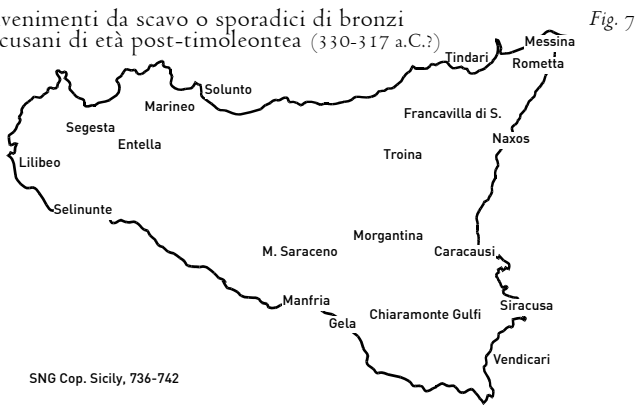 venimenti da scavo o sporadici di bronzi
cusani di età post-timoleontea (330-317 a.C.?)
Fig. 7
Messina
Tindari
Rometta
Solunto
Marineo
Francavilla di S.
Segesta
Entella
Naxos
Troina
Lilibeo
Selinunte
Morgantina
M. Saraceno
Caracausi
Manfria
Siracusa
Chiaramonte Gulfi
Gela
Vendicari
SNG Cop. Sicily, 736-742